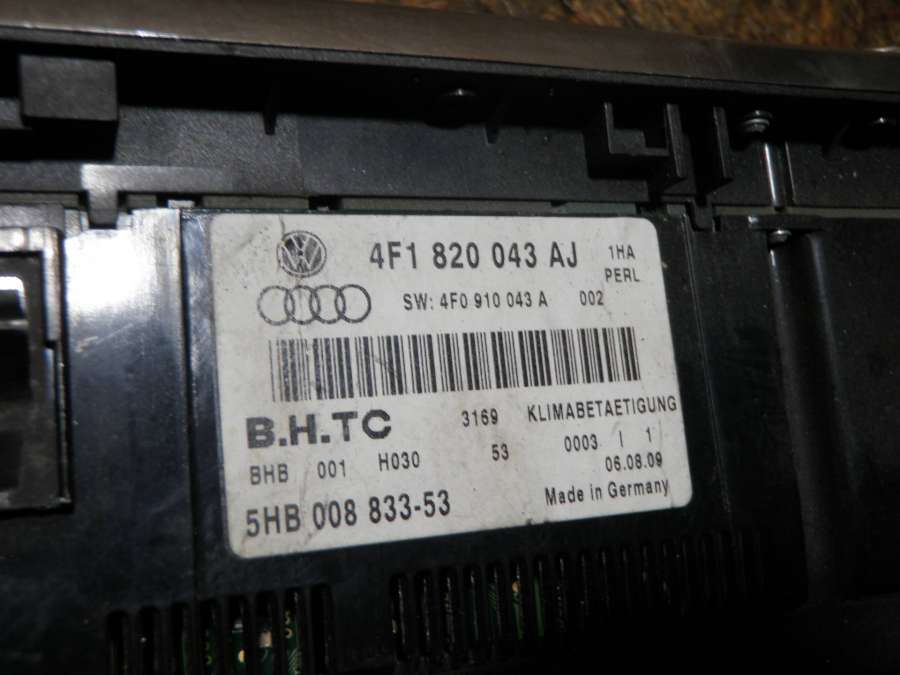 4F1 820 043 AJ 1HA
PERL
SW: 4F0 910 043 A 002
B.H.TC 3169 KLIMABETAETIGUNG
BHB 001 H030 53 0003 I 1
06.08.09
5HB 008 833-53 Made in Germany